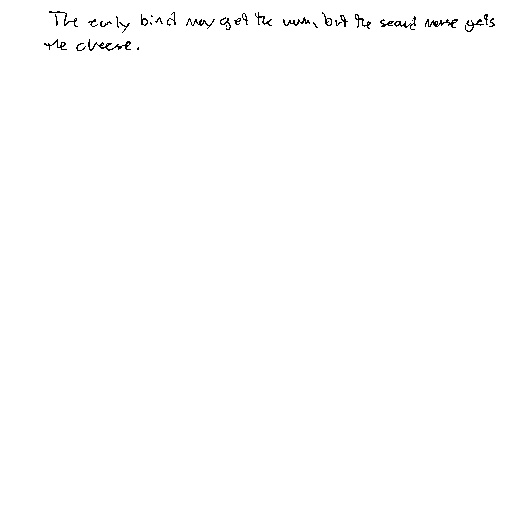 The early bird may get the worm, but the second mouse gets
the cheese.